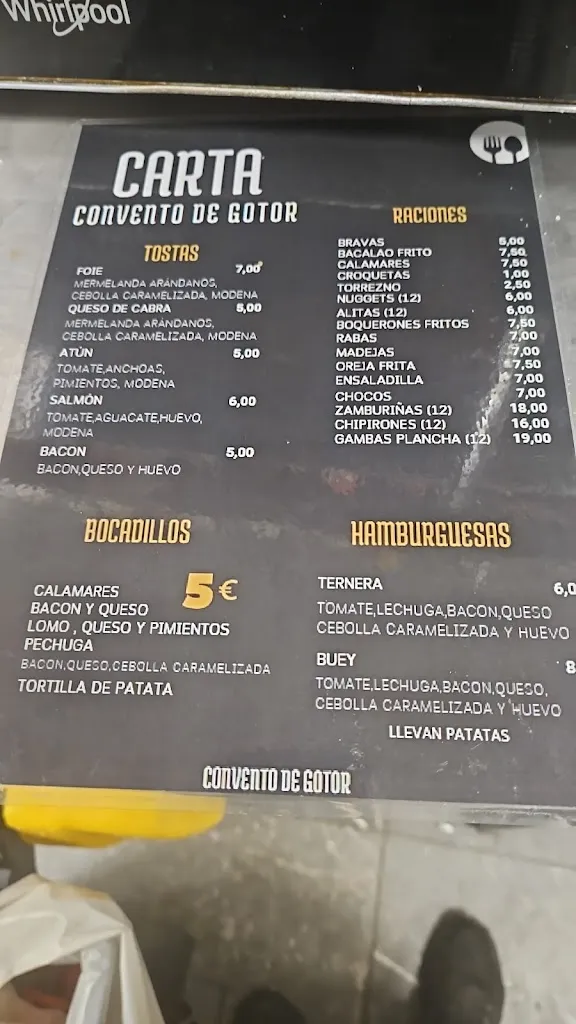 Whirlpool
CARTA
CONVENTO DE GOTOR
TOSTAS
FOIE 7,00
MERMELANDA ARÁNDANOS,
CEBOLLA CARAMELIZADA, MODENA
QUESO DE CABRA 5,00
MERMELANDA ARÁNDANOS,
CEBOLLA CARAMELIZADA, MODENA
ATÚN 5,00
TOMATE,ANCHOAS,
PIMIENTOS, MODENA
SALMÓN 6,00
TOMATE,AGUACATE,HUEVO,
MODENA
BACON 5,00
BACON,QUESO Y HUEVO
RACIONES
BRAVAS 5,00
BACALAO FRITO 7,50
CALAMARES 7,50
CROQUETAS 1,00
TORREZNO 2,50
NUGGETS (12) 6,00
ALITAS (12) 6,00
BOQUERONES FRITOS 7,50
RABAS 7,00
MADEJAS 7,00
OREJA FRITA 7,50
ENSALADILLA 7,00
CHOCOS 7,00
ZAMBURIÑAS (12) 18,00
CHIPIRONES (12) 16,00
GAMBAS PLANCHA (12) 19,00
BOCADILLOS
5€
CALAMARES
BACON Y QUESO
LOMO , QUESO Y PIMIENTOS
PECHUGA
BACON,QUESO,CEBOLLA CARAMELIZADA
TORTILLA DE PATATA
HAMBURGUESAS
TERNERA 6,0
TOMATE,LECHUGA,BACON,QUESO
CEBOLLA CARAMELIZADA Y HUEVO
BUEY 8
TOMATE,LECHUGA,BACON,QUESO,
CEBOLLA CARAMELIZADA Y HUEVO
LLEVAN PATATAS
CONVENTO DE GOTOR